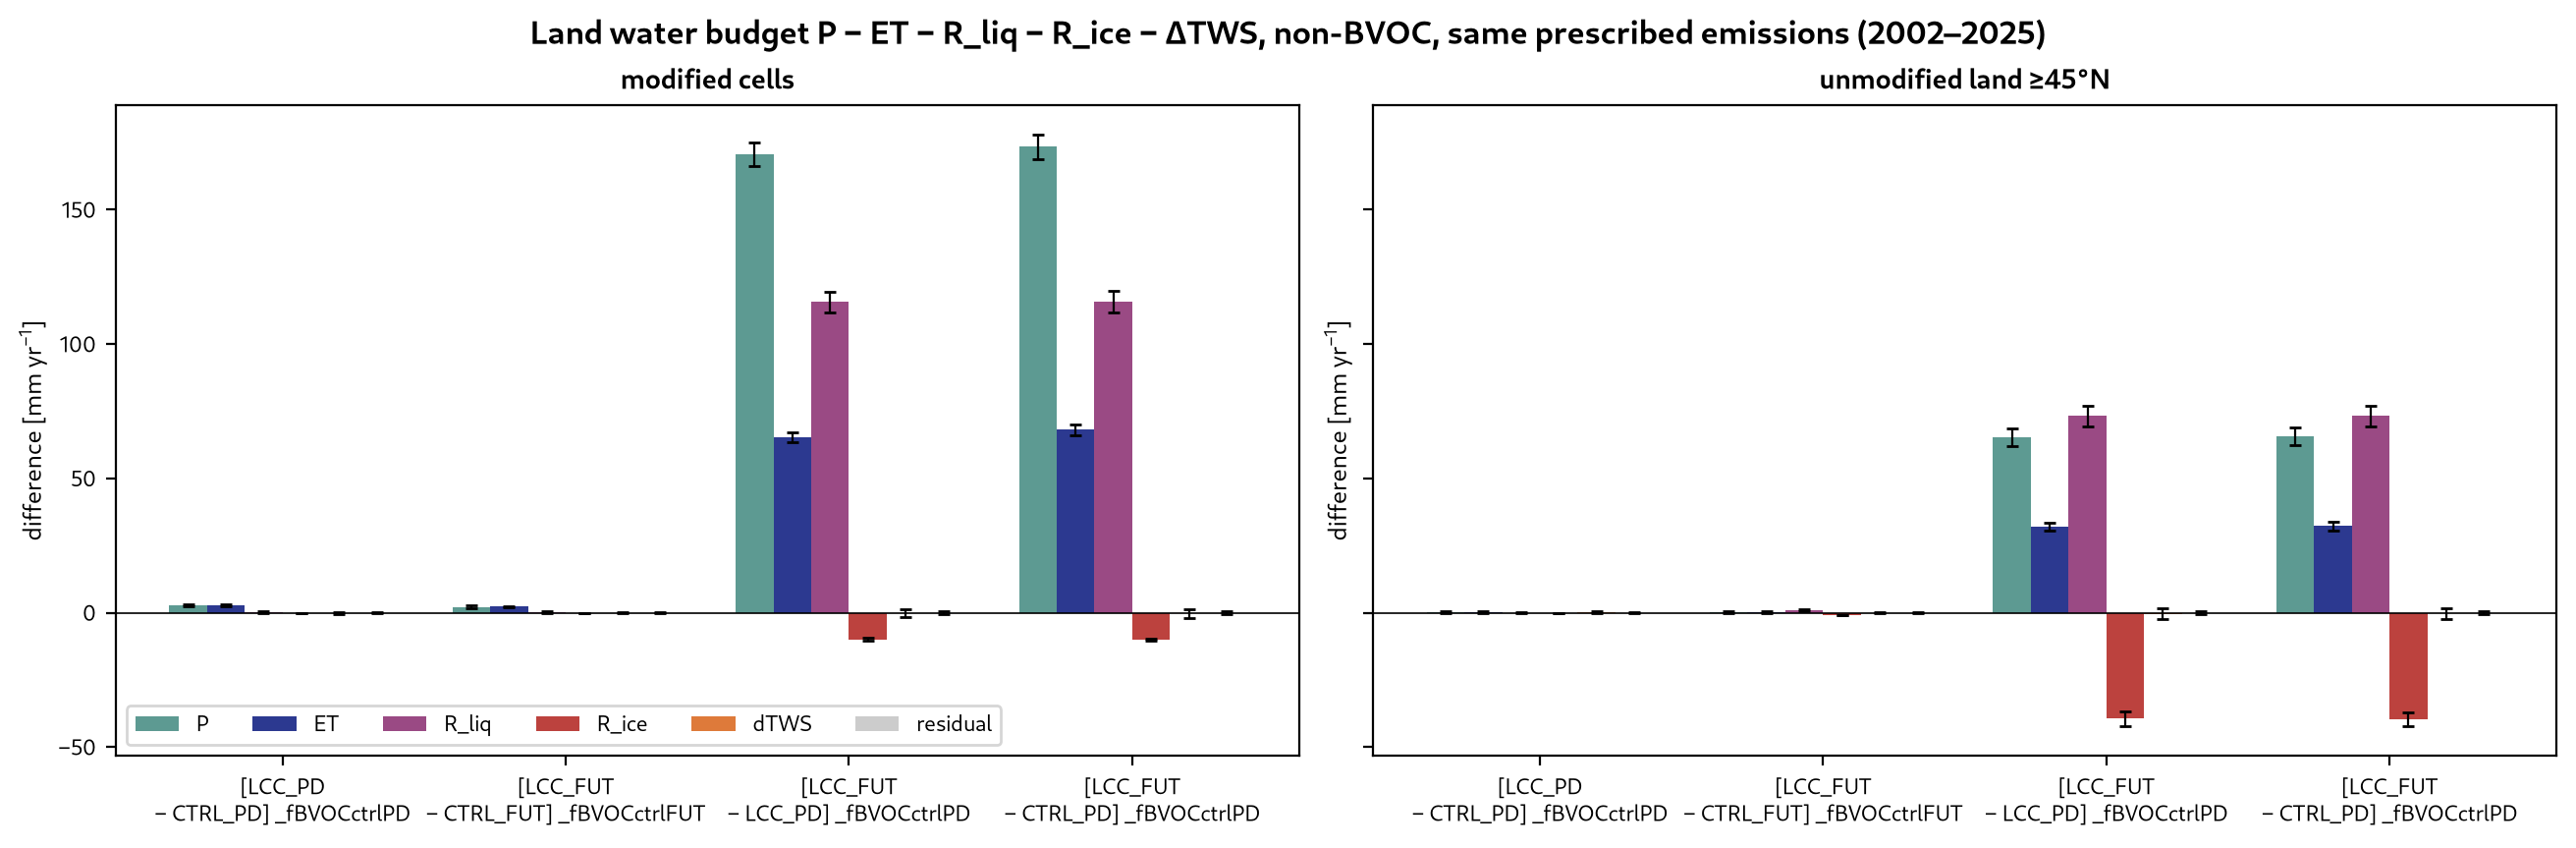 Land water budget P − ET − R_liq − R_ice − ΔTWS, non-BVOC, same prescribed emissions (2002–2025)
modified cells
unmodified land ≥45°N
difference [mm yr⁻¹]
150
100
50
0
−50
P
ET
R_liq
R_ice
dTWS
residual
[LCC_PD
− CTRL_PD] _fBVOCctrlPD
[LCC_FUT
− CTRL_FUT] _fBVOCctrlFUT
[LCC_FUT
− LCC_PD] _fBVOCctrlPD
[LCC_FUT
− CTRL_PD] _fBVOCctrlPD
difference [mm yr⁻¹]
[LCC_PD
− CTRL_PD] _fBVOCctrlPD
[LCC_FUT
− CTRL_FUT] _fBVOCctrlFUT
[LCC_FUT
− LCC_PD] _fBVOCctrlPD
[LCC_FUT
− CTRL_PD] _fBVOCctrlPD